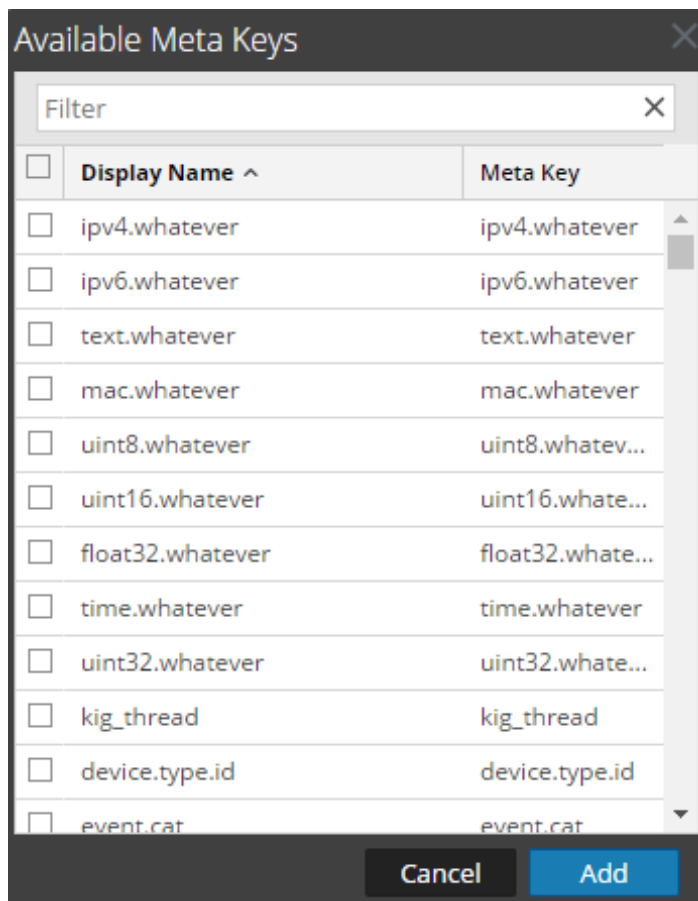 Available Meta Keys
Filter
Display Name Meta Key
ipv4.whatever ipv4.whatever
ipv6.whatever ipv6.whatever
text.whatever text.whatever
mac.whatever mac.whatever
uint8.whatever uint8.whatev...
uint16.whatever uint16.whate...
float32.whatever float32.whate...
time.whatever time.whatever
uint32.whatever uint32.whate...
kig_thread kig_thread
device.type.id device.type.id
event.cat event.cat
Cancel Add